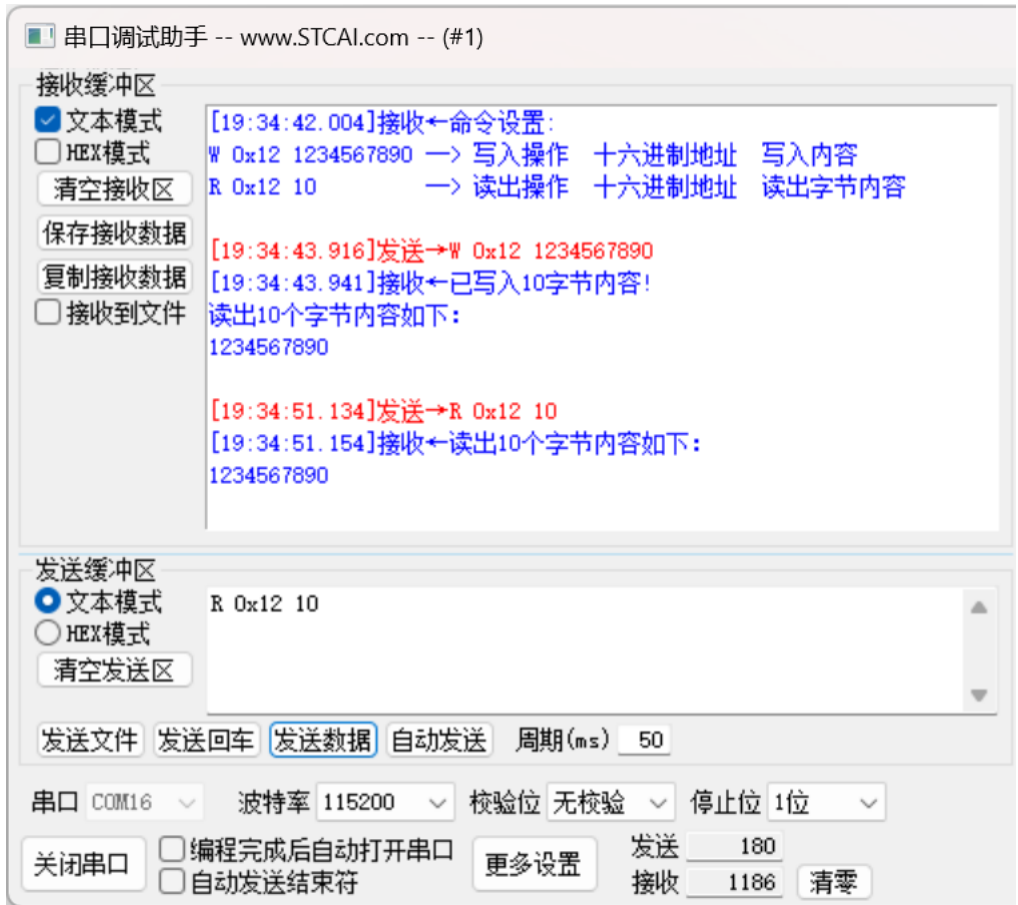 串口调试助手 -- www.STCAI.com -- (#1)
接收缓冲区
文本模式
HEX模式
清空接收区
保存接收数据
复制接收数据
接收到文件
[19:34:42.004]接收←命令设置:
W 0x12 1234567890 —> 写入操作 十六进制地址 写入内容
R 0x12 10 —> 读出操作 十六进制地址 读出字节内容
[19:34:43.916]发送→W 0x12 1234567890
[19:34:43.941]接收←已写入10字节内容!
读出10个字节内容如下:
1234567890
[19:34:51.134]发送→R 0x12 10
[19:34:51.154]接收←读出10个字节内容如下:
1234567890
发送缓冲区
文本模式
HEX模式
清空发送区
R 0x12 10
发送文件 发送回车 发送数据 自动发送 周期(ms) 50
串口 COM16 波特率 115200 校验位 无校验 停止位 1位
关闭串口
编程完成后自动打开串口
自动发送结束符
更多设置
发送 180
接收 1186 清零